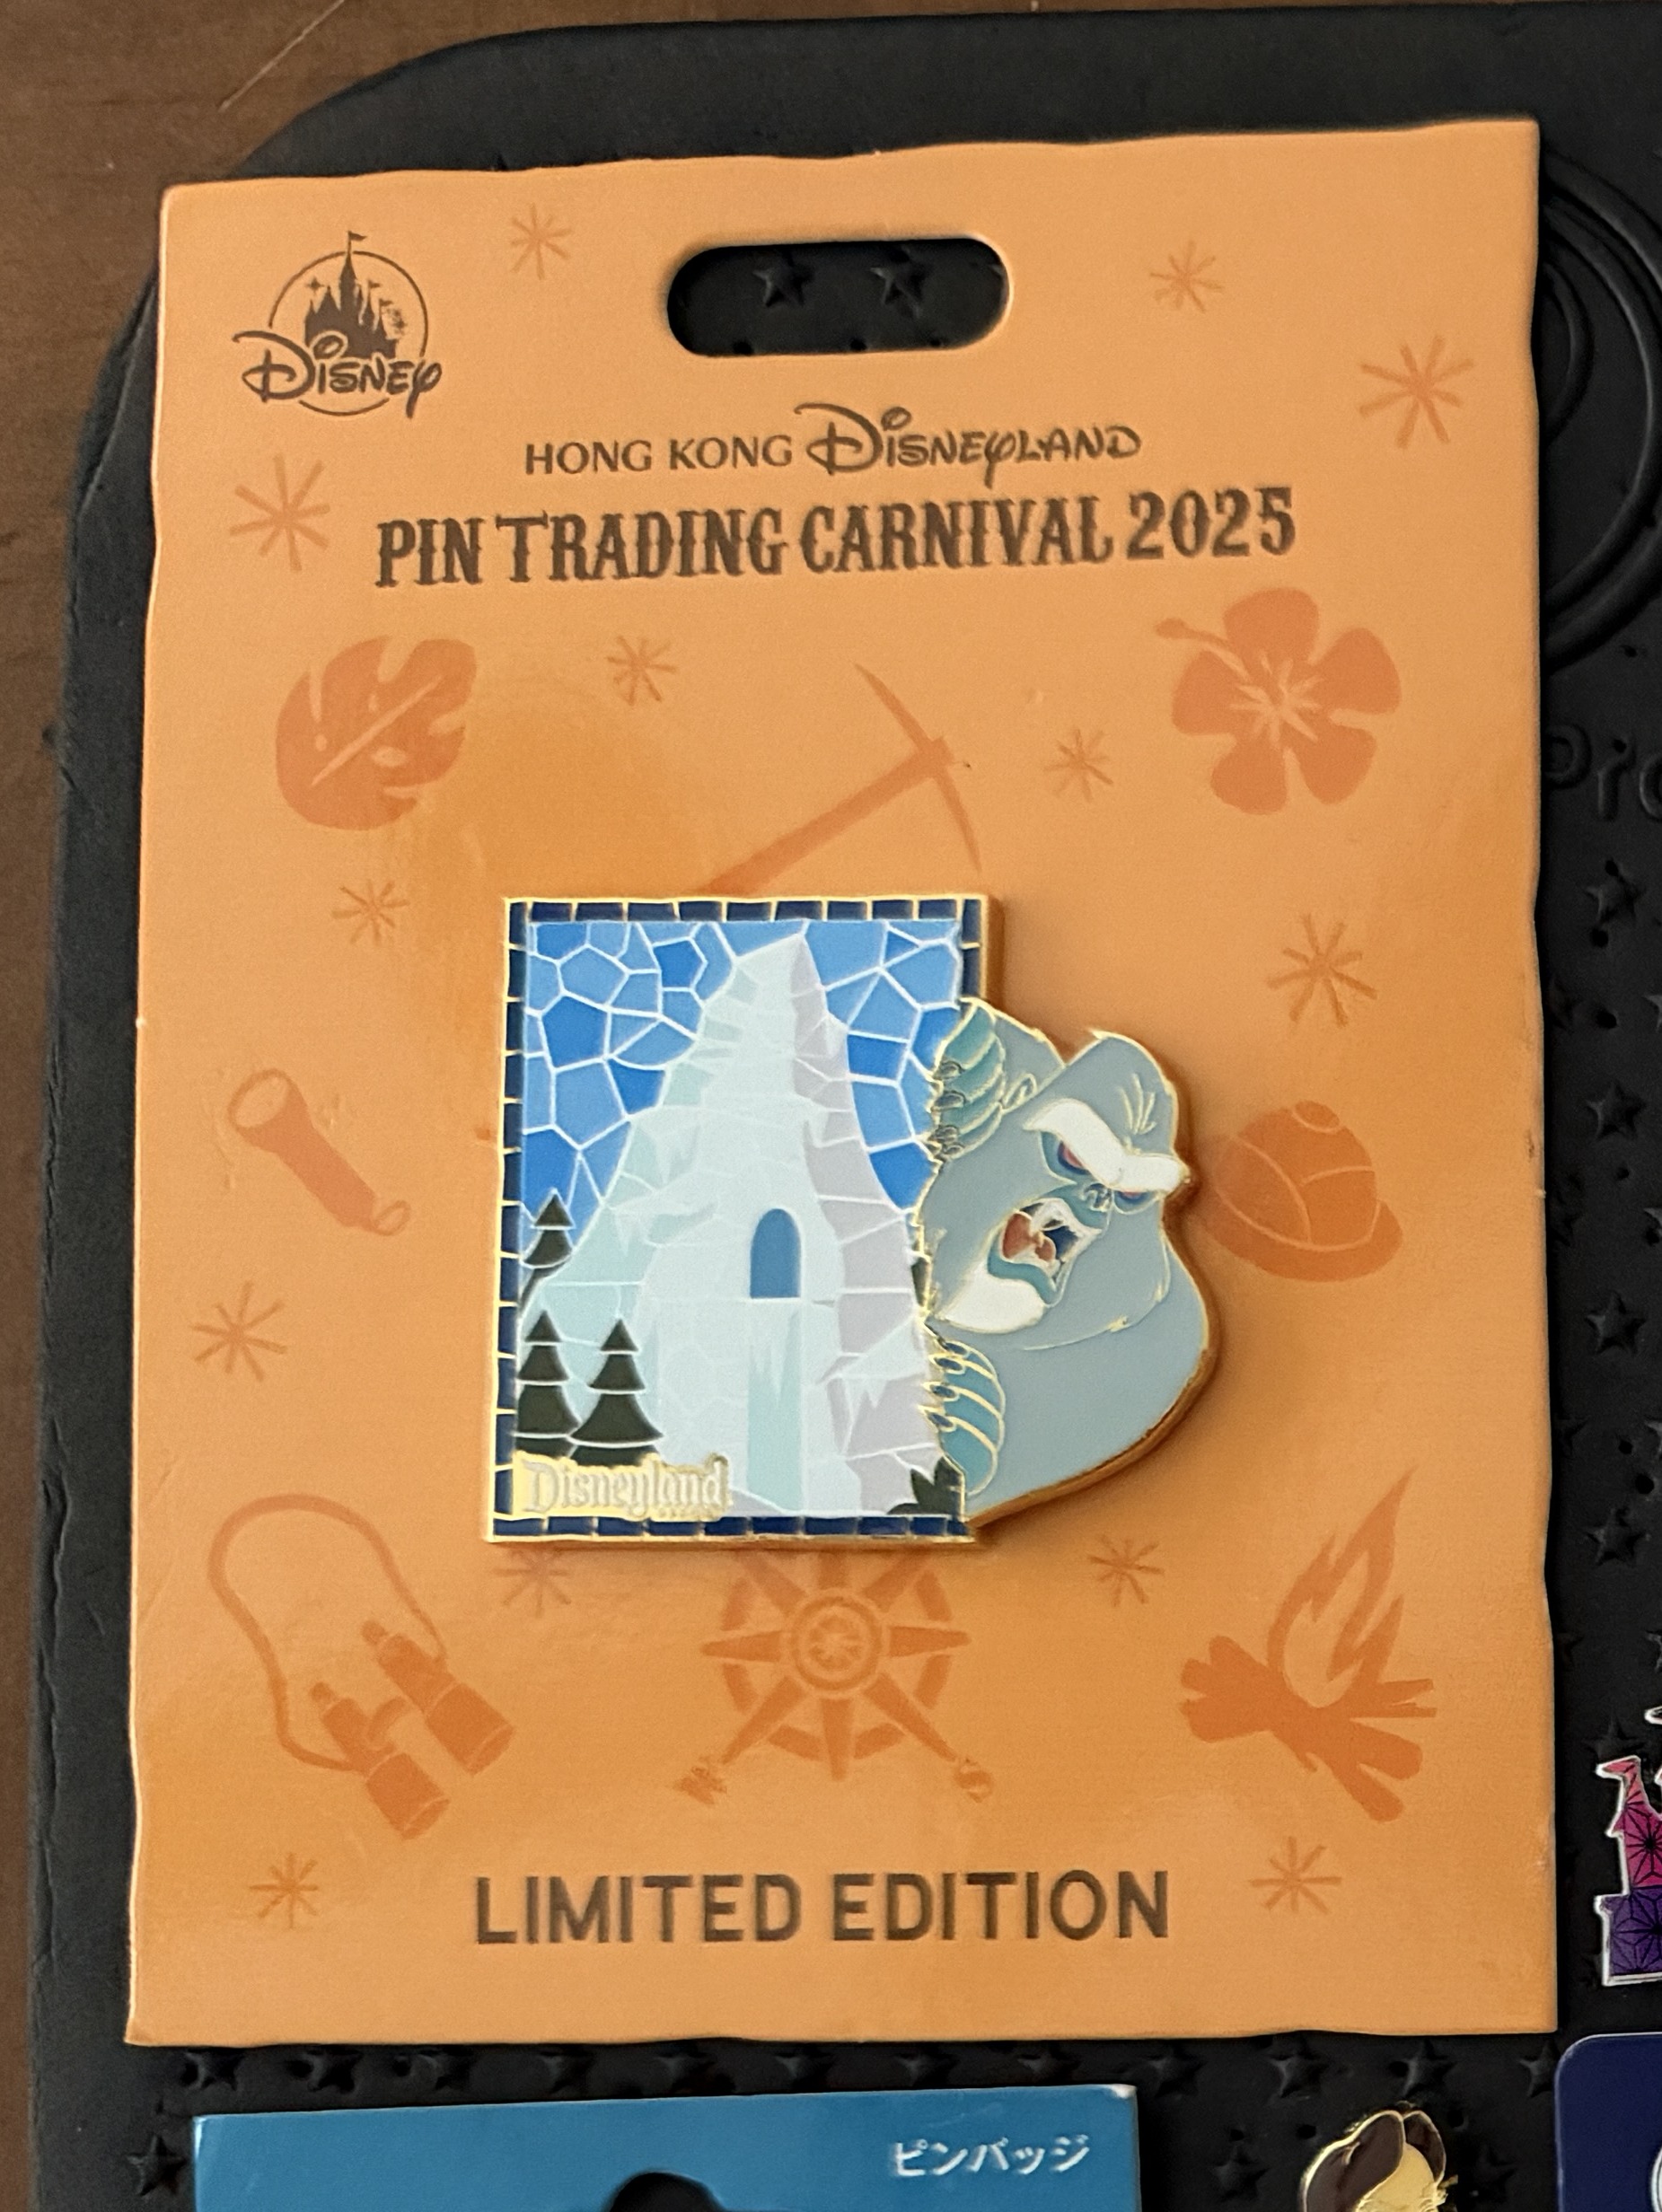 Disney
HONG KONG Disneyland
PIN TRADING CARNIVAL 2025
Disneyland
LIMITED EDITION
ピンバッジ